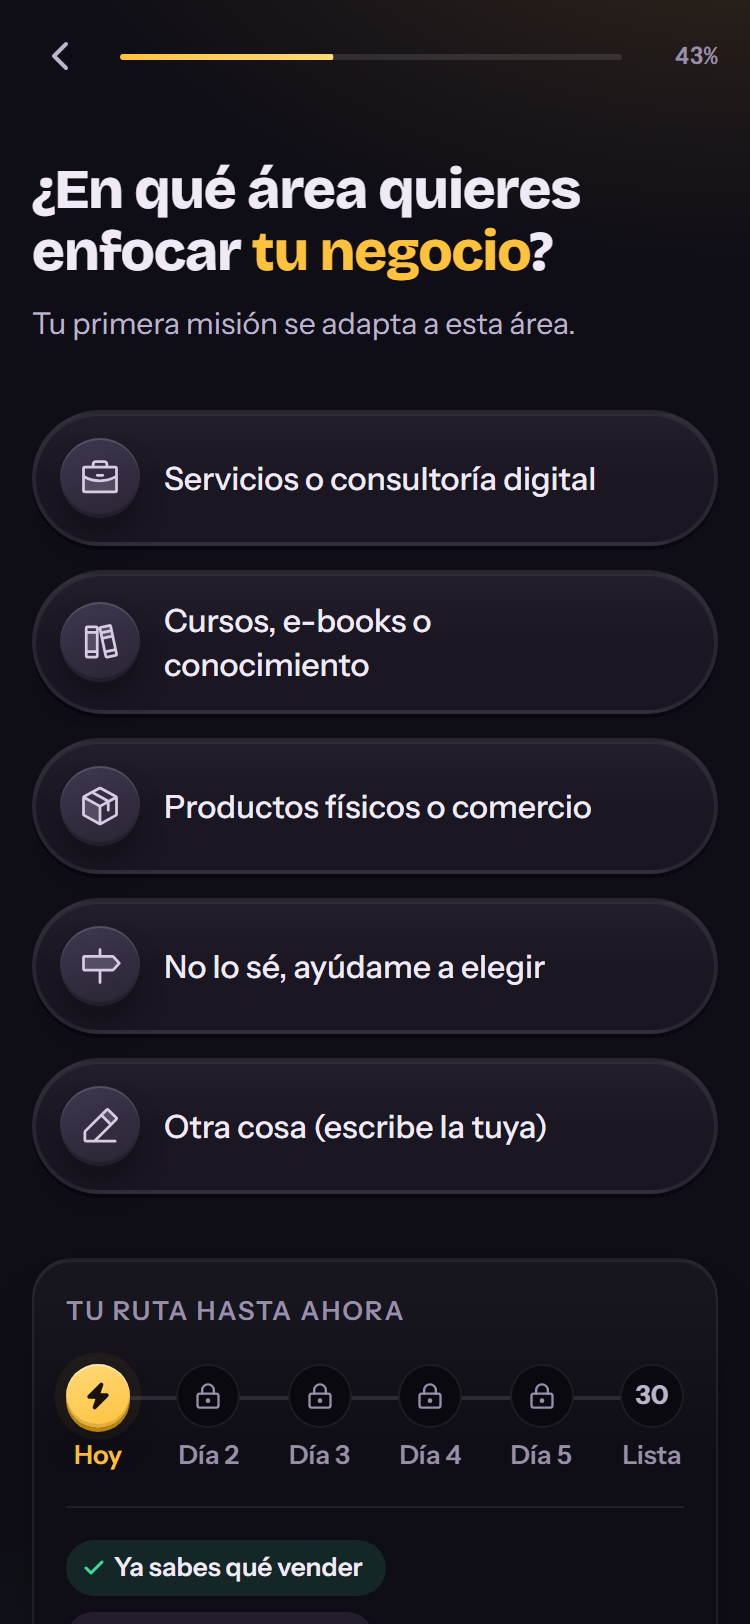 43%
¿En qué área quieres
enfocar tu negocio?
Tu primera misión se adapta a esta área.
Servicios o consultoría digital
Cursos, e-books o
conocimiento
Productos físicos o comercio
No lo sé, ayúdame a elegir
Otra cosa (escribe la tuya)
TU RUTA HASTA AHORA
30
Hoy Día 2 Día 3 Día 4 Día 5 Lista
Ya sabes qué vender